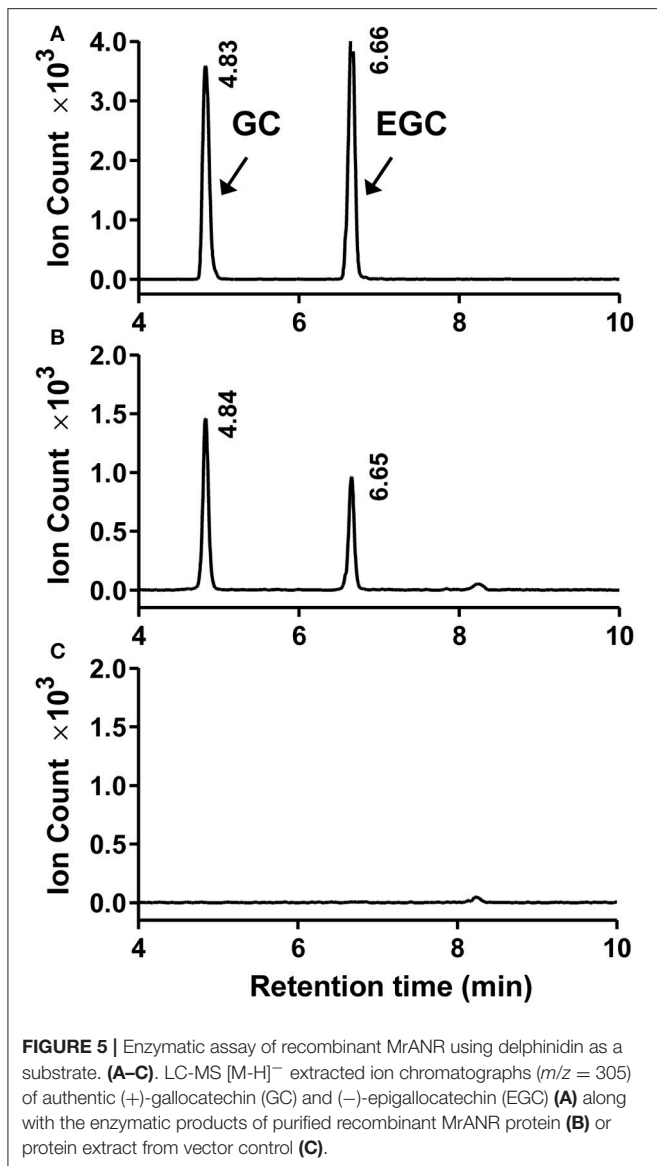 A
Ion Count ×10³
4.0
3.0
2.0
1.0
0.0
4.83
GC
6.66
EGC
4
6
8
10
B
Ion Count ×10³
2.0
1.5
1.0
0.5
0.0
4.84
6.65
4
6
8
10
C
Ion Count ×10³
2.0
1.5
1.0
0.5
0.0
4
6
8
10
Retention time (min)
FIGURE 5 | Enzymatic assay of recombinant MrANR using delphinidin as a
substrate. (A–C). LC-MS [M-H]⁻ extracted ion chromatographs (m/z = 305)
of authentic (+)-gallocatechin (GC) and (−)-epigallocatechin (EGC) (A) along
with the enzymatic products of purified recombinant MrANR protein (B) or
protein extract from vector control (C).